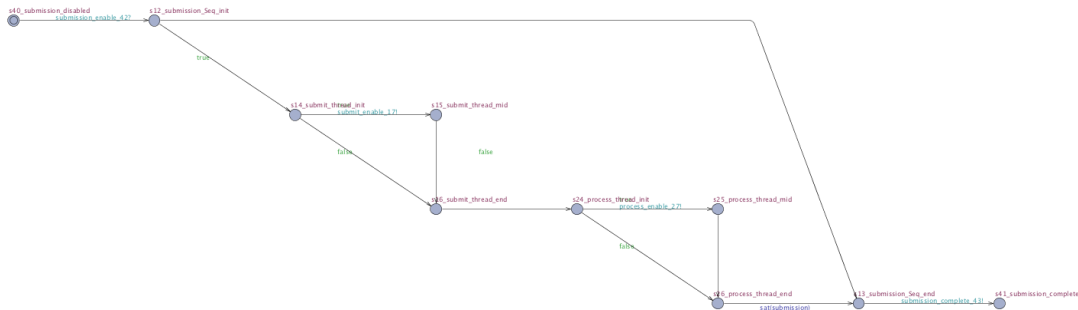 s40_submission_disabled
s12_submission_Seq_init
submission_enable_42?
true
s14_submit_thread_init
s15_submit_thread_mid
submit_enable_17!
false
false
s16_submit_thread_end
s24_process_thread_init
s25_process_thread_mid
process_enable_27!
false
s26_process_thread_end
s13_submission_Seq_end
s41_submission_complete
submission_complete_43!
sat(submission)